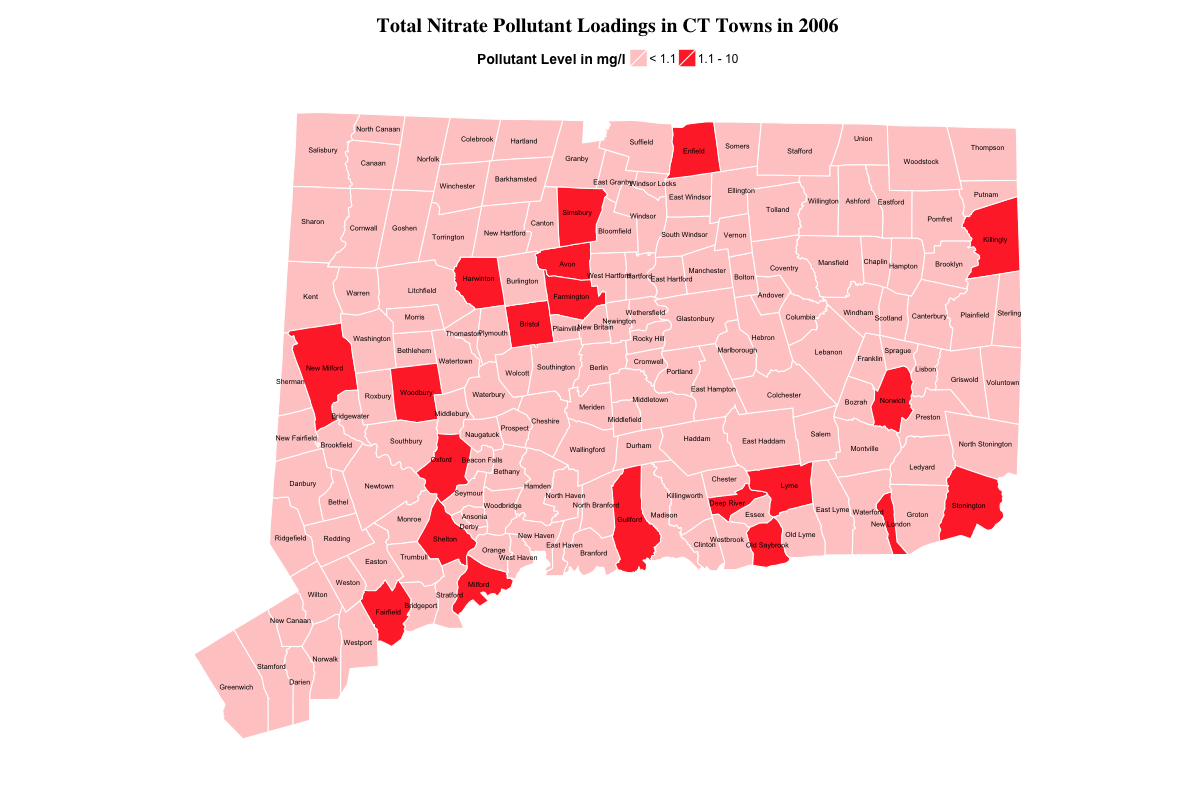 Total Nitrate Pollutant Loadings in CT Towns in 2006
Pollutant Level in mg/l < 1.1 1.1 - 10
North Canaan
Colebrook
Hartland
Salisbury
Canaan
Norfolk
Granby
Suffield
Enfield
Somers
Stafford
Union
Woodstock
Thompson
Winchester
Barkhamsted
East Granby
Windsor Locks
East Windsor
Ellington
Tolland
Willington
Ashford
Eastford
Putnam
Pomfret
Killingly
Sharon
Cornwall
Goshen
Torrington
New Hartford
Canton
Simsbury
Bloomfield
Windsor
South Windsor
Vernon
Kent
Warren
Litchfield
Harwinton
Burlington
Avon
West Hartford
Hartford
East Hartford
Manchester
Bolton
Coventry
Mansfield
Chaplin
Hampton
Brooklyn
Farmington
Andover
Morris
Bristol
Plainville
New Britain
Newington
Wethersfield
Glastonbury
Columbia
Windham
Scotland
Canterbury
Plainfield
Sterling
Washington
Bethlehem
Thomaston
Plymouth
Rocky Hill
Hebron
Marlborough
Lebanon
Franklin
Sprague
Lisbon
Griswold
Voluntown
New Milford
Sherman
Watertown
Wolcott
Southington
Berlin
Cromwell
Portland
East Hampton
Colchester
Bozrah
Norwich
Preston
Roxbury
Woodbury
Waterbury
Middletown
Meriden
Middlefield
Bridgewater
Middlebury
Cheshire
Prospect
Naugatuck
New Fairfield
Brookfield
Southbury
Wallingford
Durham
Haddam
East Haddam
Salem
Montville
North Stonington
Oxford
Beacon Falls
Bethany
Ledyard
Danbury
Newtown
Bethel
Seymour
Hamden
North Haven
North Branford
Woodbridge
Killingworth
Chester
Lyme
Deep River
Essex
East Lyme
Waterford
New London
Groton
Stonington
Monroe
Ansonia
Derby
Guilford
Madison
Ridgefield
Redding
Shelton
Orange
New Haven
West Haven
East Haven
Branford
Clinton
Westbrook
Old Saybrook
Old Lyme
Easton
Trumbull
Weston
Wilton
Milford
Stratford
Bridgeport
Fairfield
New Canaan
Westport
Norwalk
Stamford
Darien
Greenwich